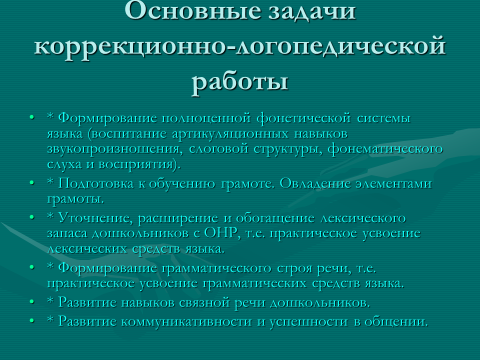 Основные задачи
коррекционно-логопедической
работы
• * Формирование полноценной фонетической системы
языка (воспитание артикуляционных навыков
звукопроизношения, слоговой структуры, фонематического
слуха и восприятия).
• * Подготовка к обучению грамоте. Овладение элементами
грамоты.
• * Уточнение, расширение и обогащение лексического
запаса дошкольников с ОНР, т.е. практическое усвоение
лексических средств языка.
• * Формирование грамматического строя речи, т.е.
практическое усвоение грамматических средств языка.
• * Развитие навыков связной речи дошкольников.
• * Развитие коммуникативности и успешности в общении.